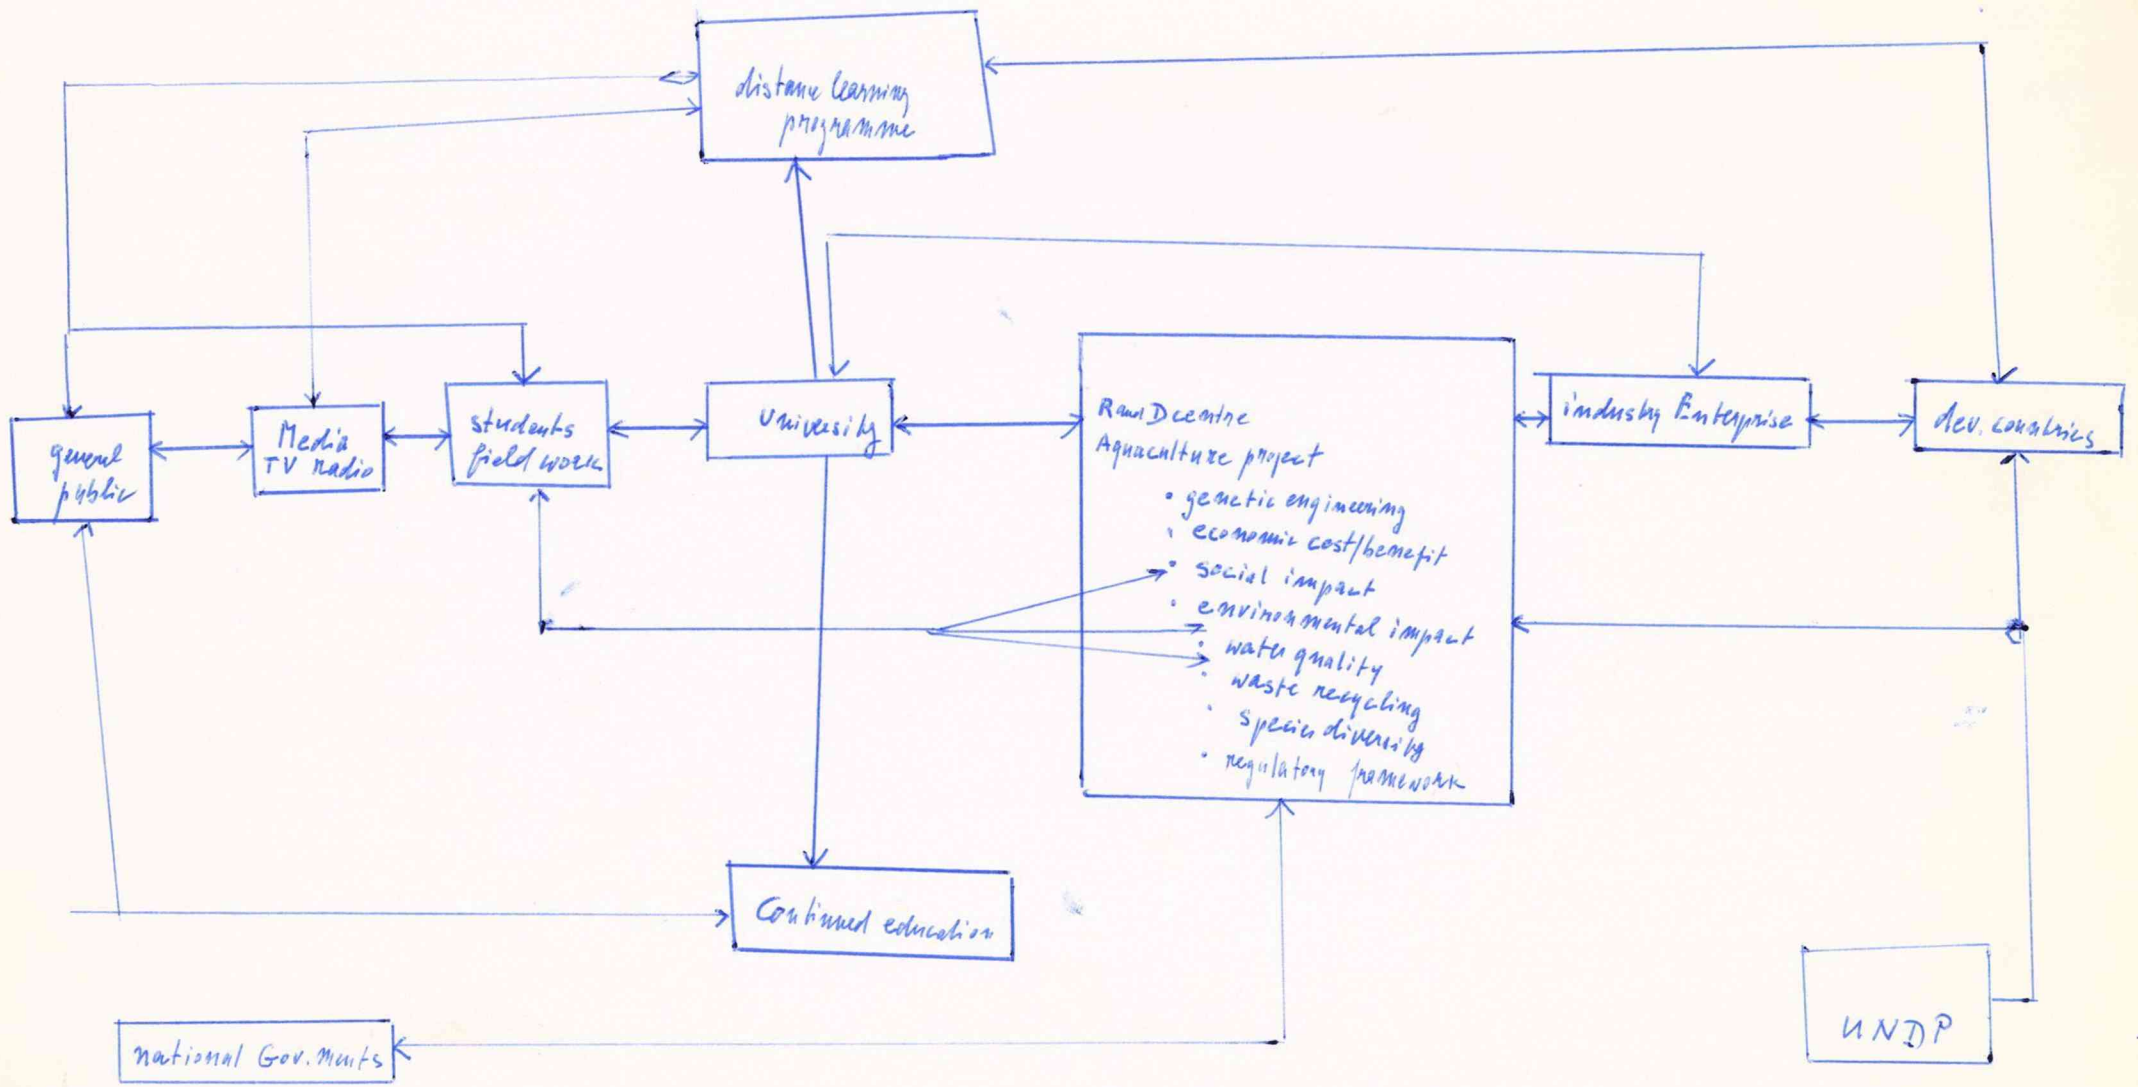 distance learning
programme
general
public
Media
TV radio
students
field work
University
R and D centre
Aquaculture project
• genetic engineering
• economic cost/benefit
• social impact
• environmental impact
• water quality
• waste recycling
• species diversity
• regulatory framework
industry Enterprise
dev. countries
Continued education
national Gov.ments
UNDP